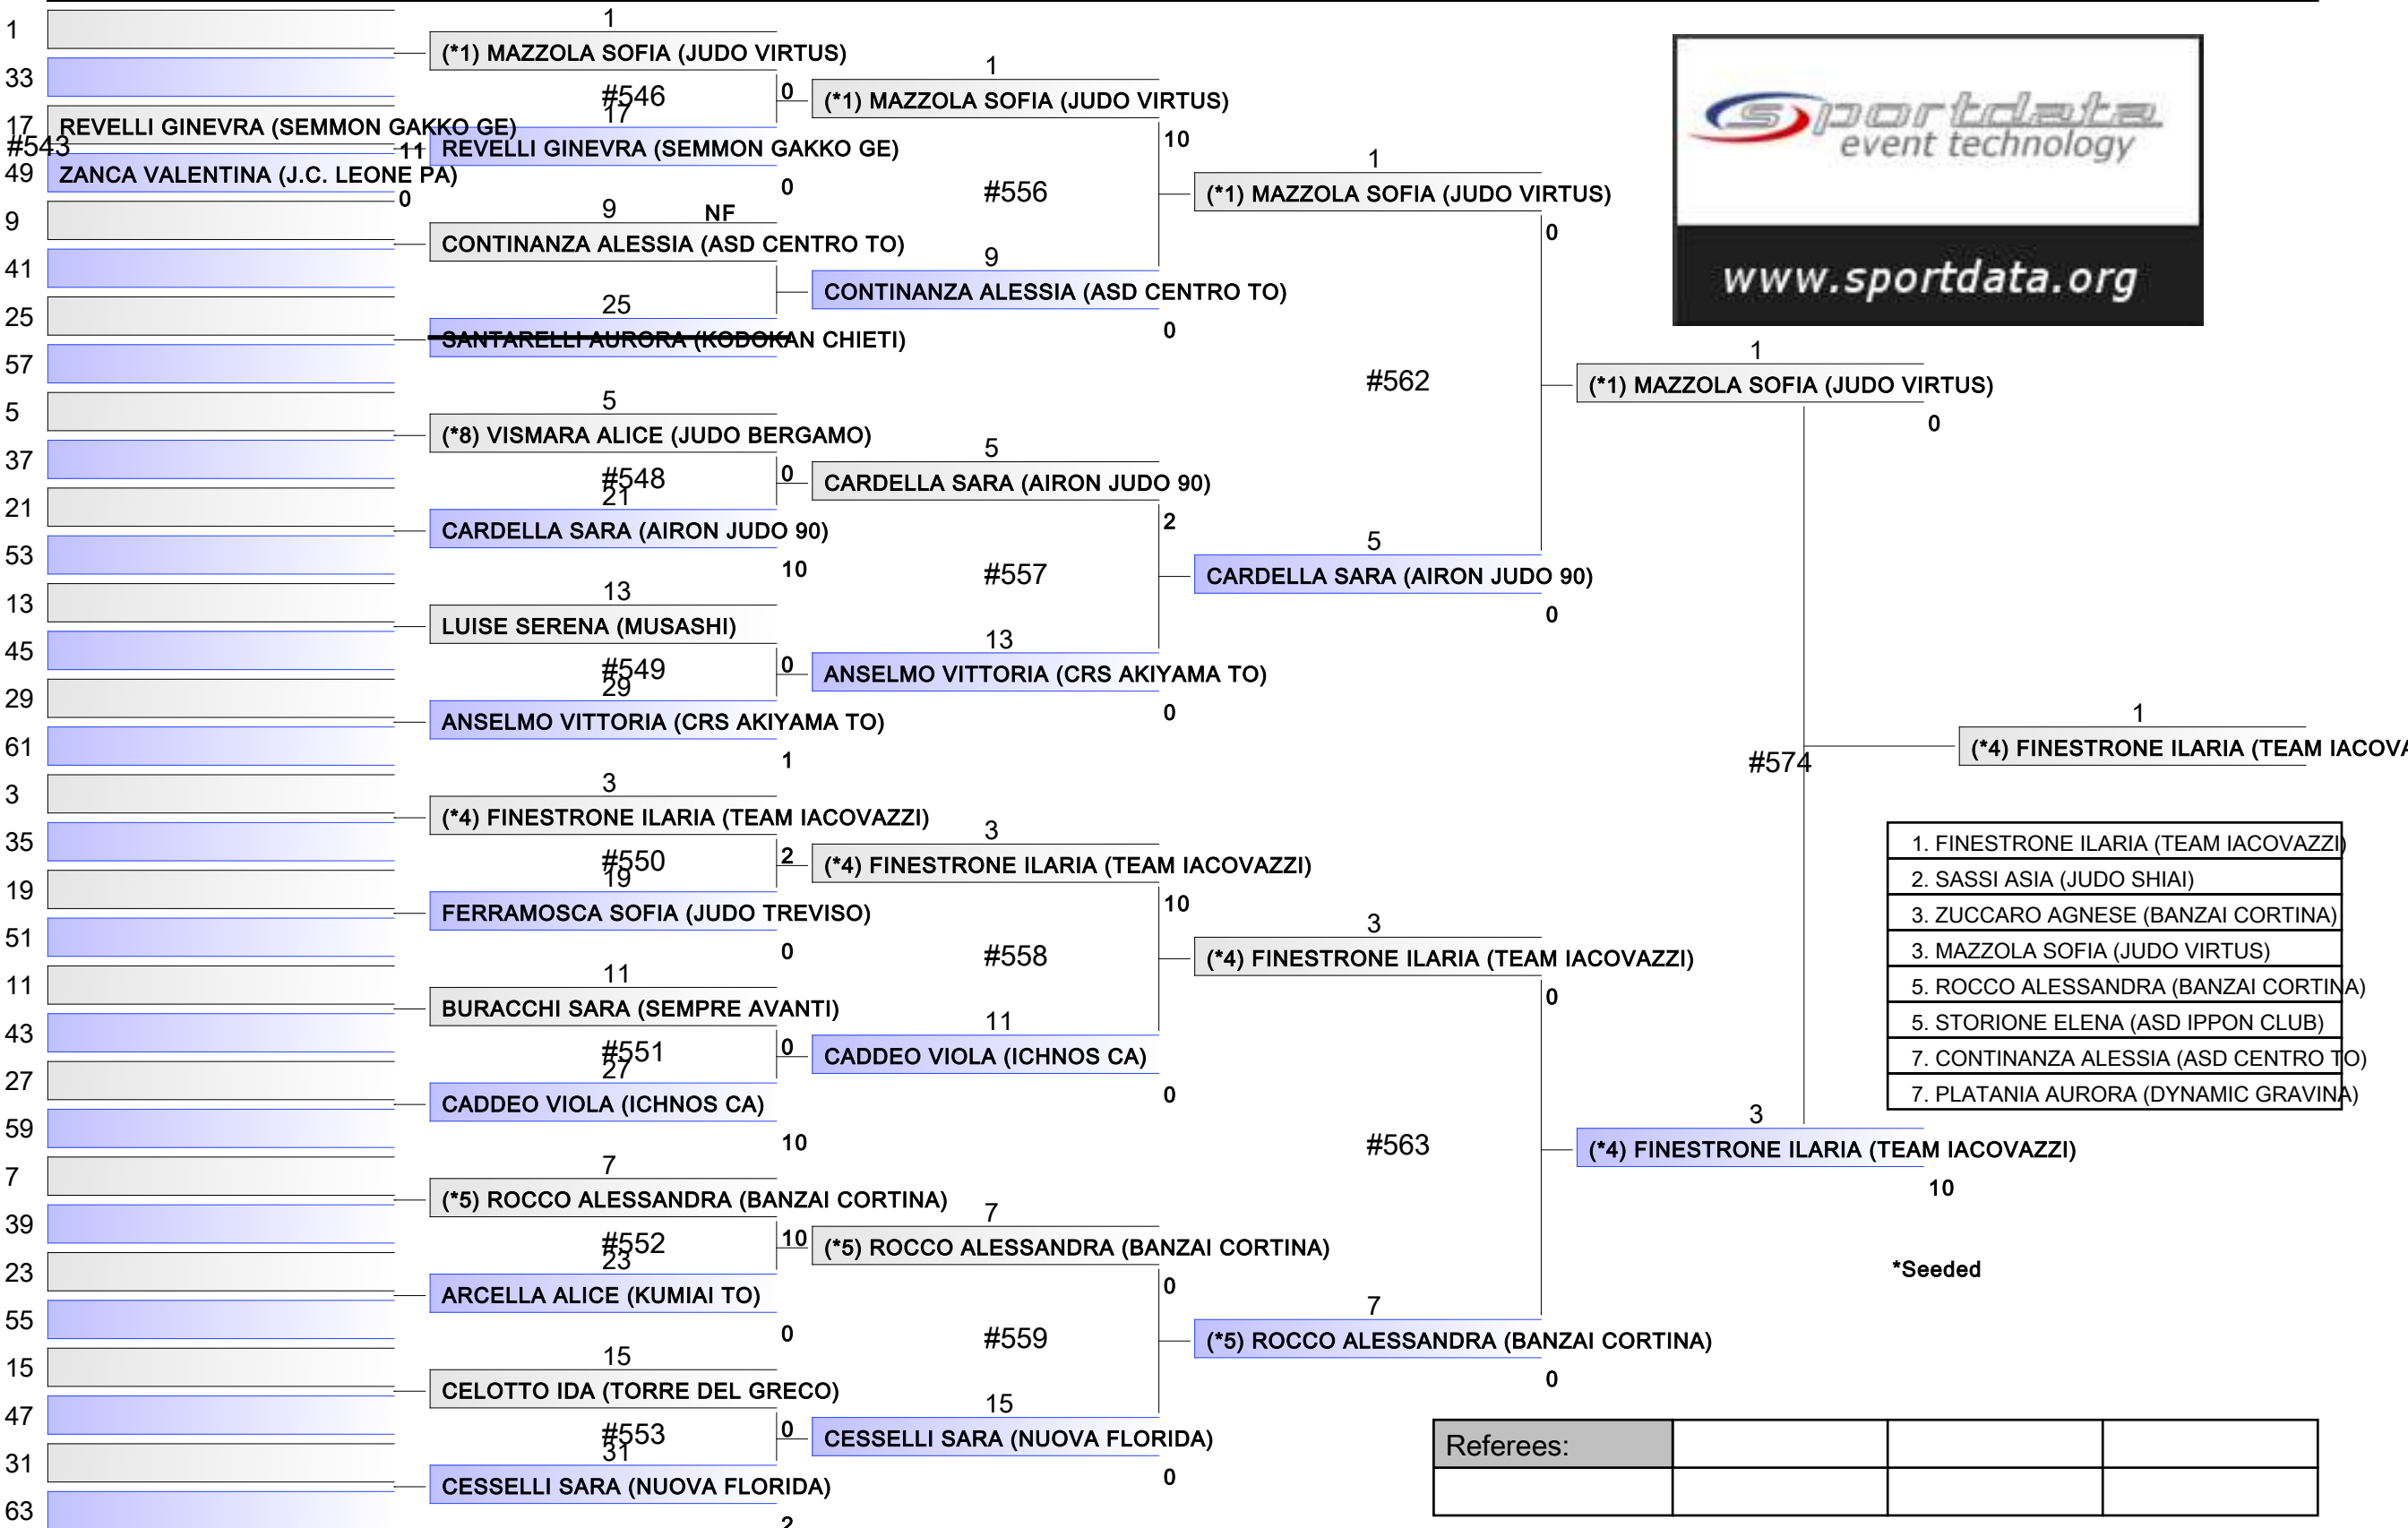 1
33
17
#543
49
9
41
25
57
5
37
21
53
13
45
29
61
3
35
19
51
11
43
27
59
7
39
23
55
15
47
31
63
REVELLI GINEVRA (SEMMON GAKKO GE)
11
ZANCA VALENTINA (J.C. LEONE PA)
0
1
(*1) MAZZOLA SOFIA (JUDO VIRTUS)
#546
0
17
REVELLI GINEVRA (SEMMON GAKKO GE)
0
9
NF
CONTINANZA ALESSIA (ASD CENTRO TO)
25
SANTARELLI AURORA (KODOKAN CHIETI)
5
(*8) VISMARA ALICE (JUDO BERGAMO)
#548
0
21
CARDELLA SARA (AIRON JUDO 90)
10
13
LUISE SERENA (MUSASHI)
#549
0
29
ANSELMO VITTORIA (CRS AKIYAMA TO)
1
3
(*4) FINESTRONE ILARIA (TEAM IACOVAZZI)
#550
2
19
FERRAMOSCA SOFIA (JUDO TREVISO)
0
11
BURACCHI SARA (SEMPRE AVANTI)
#551
0
27
CADDEO VIOLA (ICHNOS CA)
10
7
(*5) ROCCO ALESSANDRA (BANZAI CORTINA)
#552
10
23
ARCELLA ALICE (KUMIAI TO)
0
15
CELOTTO IDA (TORRE DEL GRECO)
#553
0
31
CESSELLI SARA (NUOVA FLORIDA)
2
1
(*1) MAZZOLA SOFIA (JUDO VIRTUS)
10
#556
9
CONTINANZA ALESSIA (ASD CENTRO TO)
0
5
CARDELLA SARA (AIRON JUDO 90)
2
#557
13
ANSELMO VITTORIA (CRS AKIYAMA TO)
0
3
(*4) FINESTRONE ILARIA (TEAM IACOVAZZI)
10
#558
11
CADDEO VIOLA (ICHNOS CA)
0
7
(*5) ROCCO ALESSANDRA (BANZAI CORTINA)
0
#559
15
CESSELLI SARA (NUOVA FLORIDA)
0
1
(*1) MAZZOLA SOFIA (JUDO VIRTUS)
0
#562
5
CARDELLA SARA (AIRON JUDO 90)
0
3
(*4) FINESTRONE ILARIA (TEAM IACOVAZZI)
0
#563
7
(*5) ROCCO ALESSANDRA (BANZAI CORTINA)
0
sportdata
event technology
www.sportdata.org
1
(*1) MAZZOLA SOFIA (JUDO VIRTUS)
0
#574
3
(*4) FINESTRONE ILARIA (TEAM IACOVAZZI)
10
1
(*4) FINESTRONE ILARIA (TEAM IACOVA
1. FINESTRONE ILARIA (TEAM IACOVAZZI)
2. SASSI ASIA (JUDO SHIAI)
3. ZUCCARO AGNESE (BANZAI CORTINA)
3. MAZZOLA SOFIA (JUDO VIRTUS)
5. ROCCO ALESSANDRA (BANZAI CORTINA)
5. STORIONE ELENA (ASD IPPON CLUB)
7. CONTINANZA ALESSIA (ASD CENTRO TO)
7. PLATANIA AURORA (DYNAMIC GRAVINA)
*Seeded
Referees: